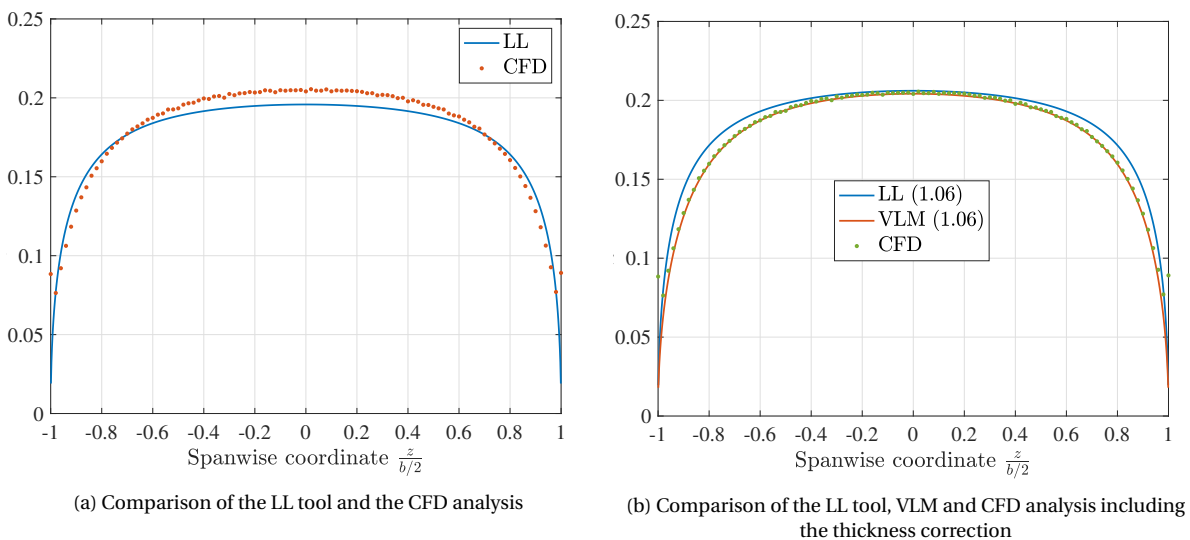 0.25
0.2
0.15
0.1
0.05
0
-1 -0.8 -0.6 -0.4 -0.2 0 0.2 0.4 0.6 0.8 1
LL
CFD
Spanwise coordinate z/b/2
(a) Comparison of the LL tool and the CFD analysis
0.25
0.2
0.15
0.1
0.05
0
-1 -0.8 -0.6 -0.4 -0.2 0 0.2 0.4 0.6 0.8 1
LL (1.06)
VLM (1.06)
CFD
Spanwise coordinate z/b/2
(b) Comparison of the LL tool, VLM and CFD analysis including
the thickness correction